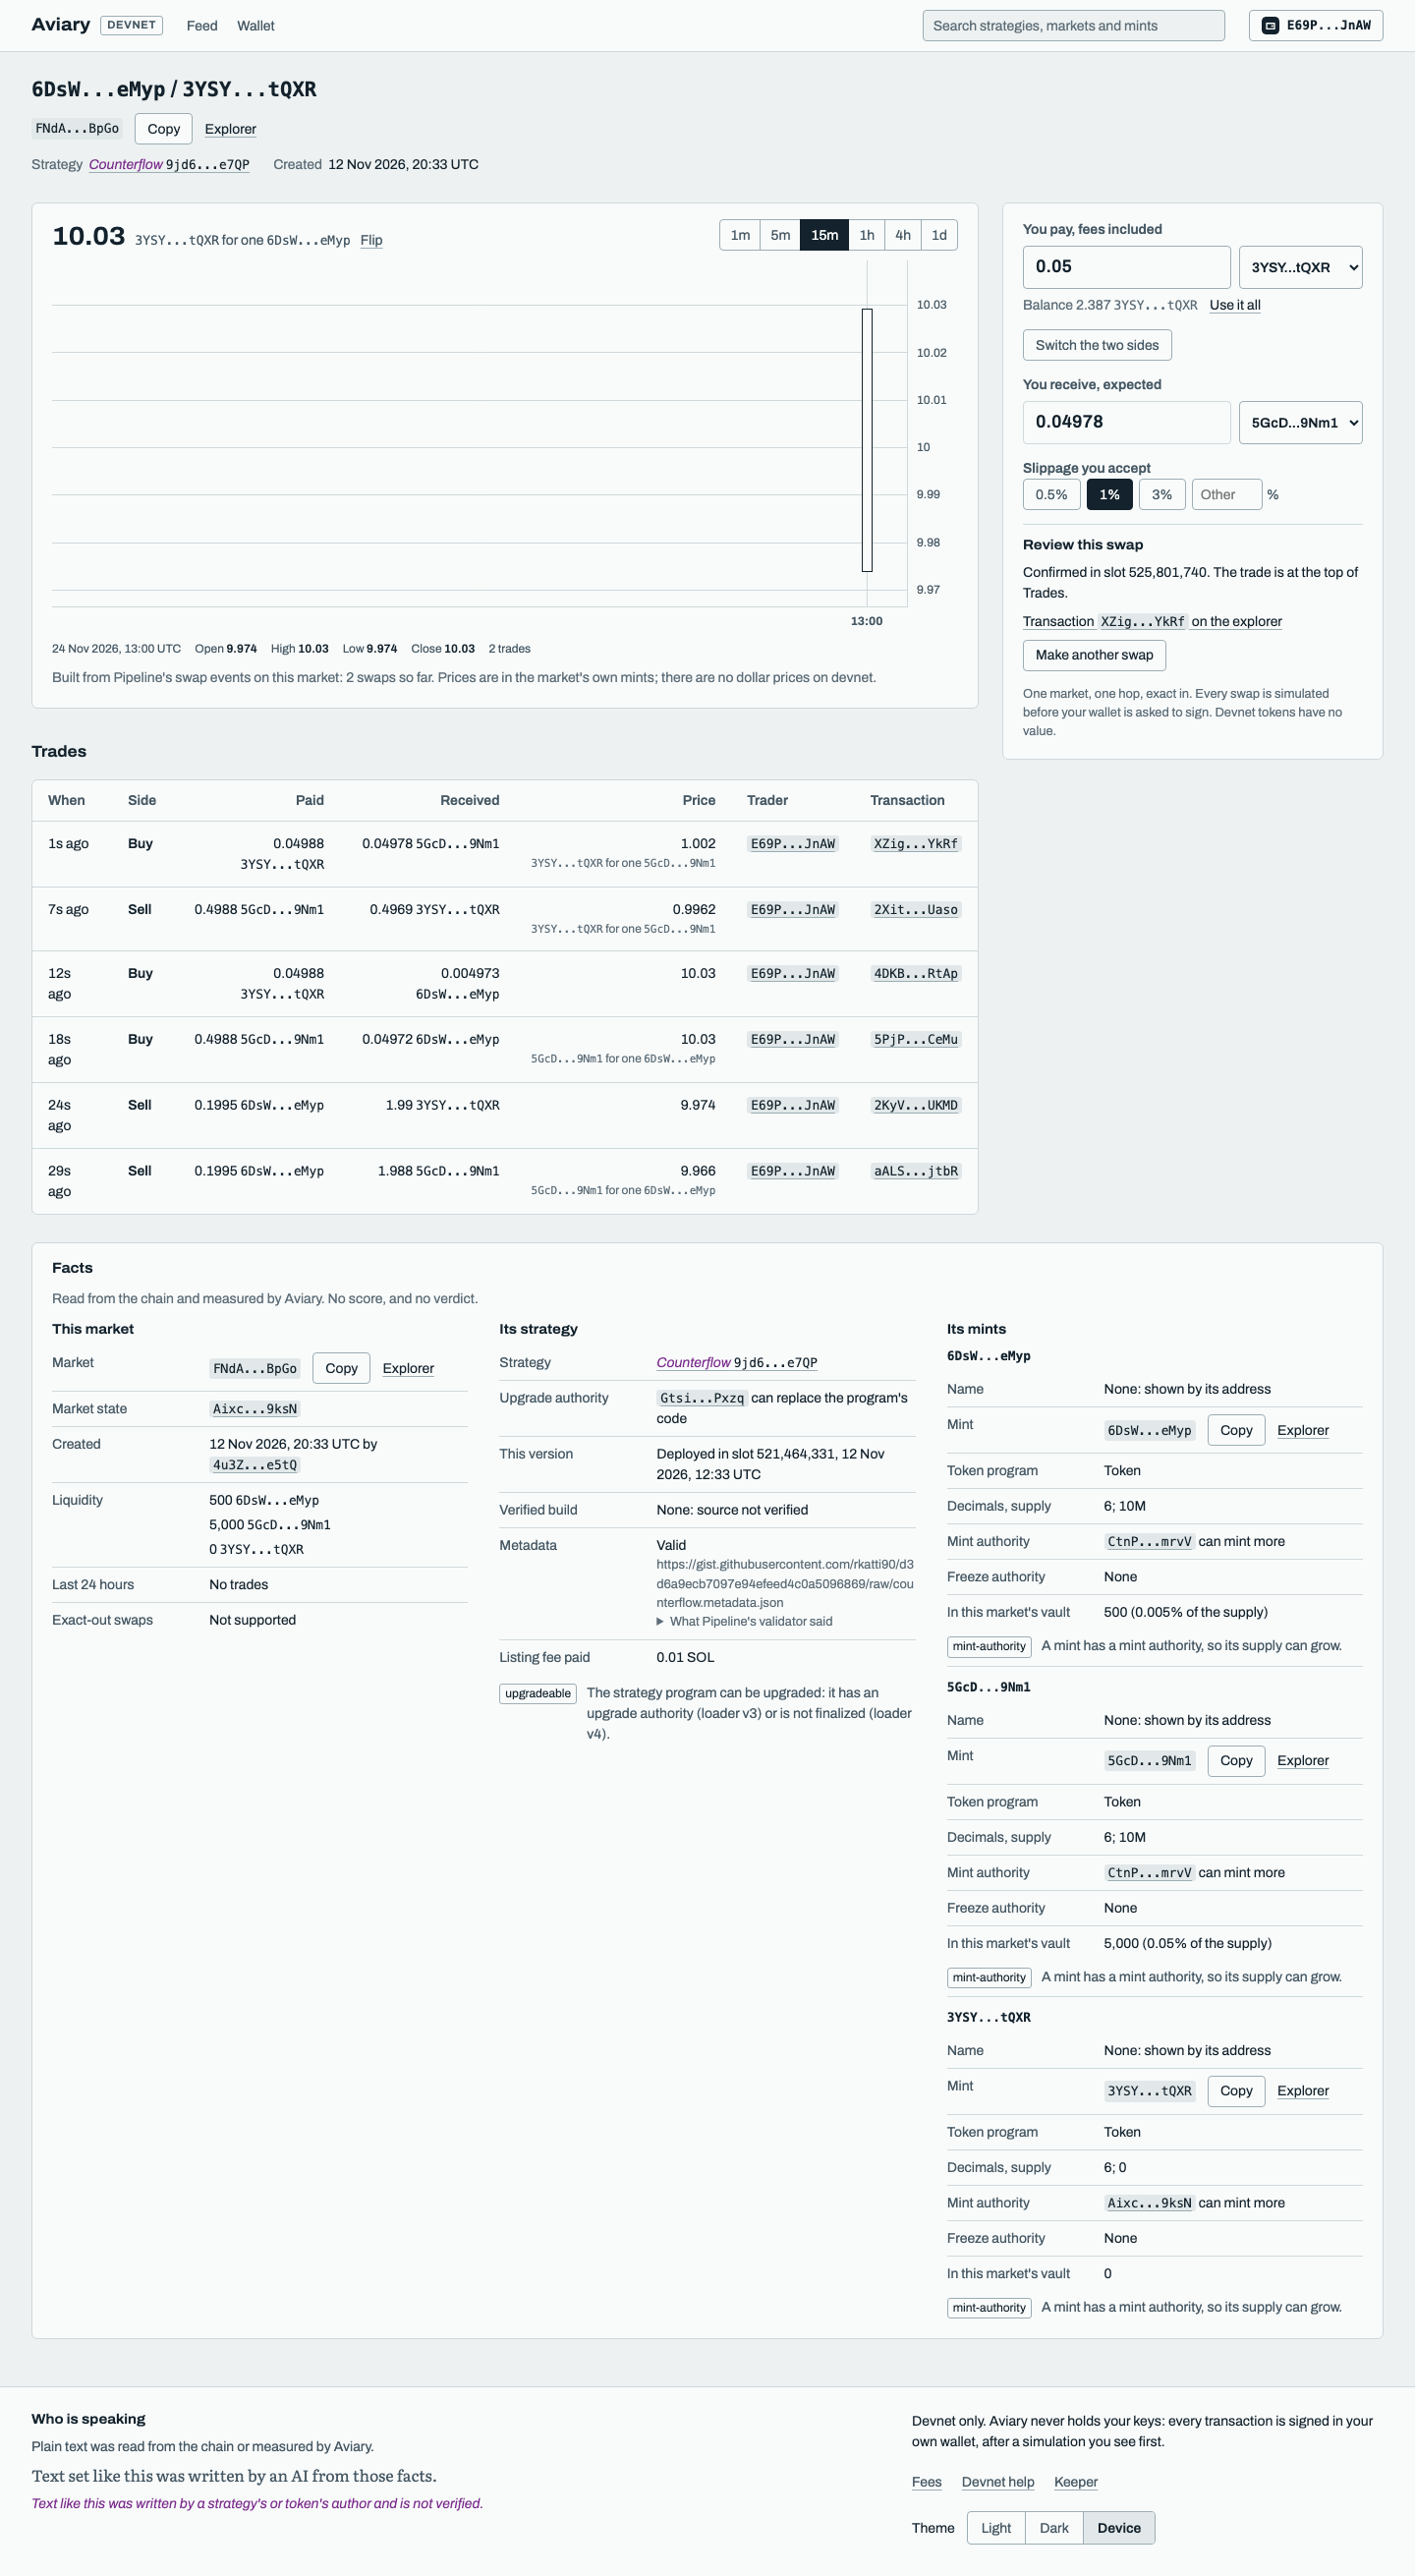 Aviary DEVNET Feed Wallet Search strategies, markets and mints E69P...JnAW
6DsW...eMyp / 3YSY...tQXR
FNdA...BpGo Copy Explorer
Strategy Counterflow 9jd6...e7QP Created 12 Nov 2026, 20:33 UTC
10.03 3YSY...tQXR for one 6DsW...eMyp Flip 1m 5m 15m 1h 4h 1d
10.03
10.02
10.01
10
9.99
9.98
9.97
13:00
24 Nov 2026, 13:00 UTC Open 9.974 High 10.03 Low 9.974 Close 10.03 2 trades
Built from Pipeline's swap events on this market: 2 swaps so far. Prices are in the market's own mints; there are no dollar prices on devnet.
You pay, fees included
0.05 3YSY...tQXR
Balance 2.387 3YSY...tQXR Use it all
Switch the two sides
You receive, expected
0.04978 5GcD...9Nm1
Slippage you accept
0.5% 1% 3% Other %
Review this swap
Confirmed in slot 525,801,740. The trade is at the top of
Trades.
Transaction XZig...YkRf on the explorer
Make another swap
One market, one hop, exact in. Every swap is simulated
before your wallet is asked to sign. Devnet tokens have no
value.
Trades
When Side Paid Received Price Trader Transaction
1s ago Buy 0.04988 0.04978 5GcD...9Nm1 1.002 E69P...JnAW XZig...YkRf
3YSY...tQXR 3YSY...tQXR for one 5GcD...9Nm1
7s ago Sell 0.4988 5GcD...9Nm1 0.4969 3YSY...tQXR 0.9962 E69P...JnAW 2Xit...Uaso
3YSY...tQXR for one 5GcD...9Nm1
12s Buy 0.04988 0.004973 10.03 E69P...JnAW 4DKB...RtAp
ago 3YSY...tQXR 6DsW...eMyp
18s Buy 0.4988 5GcD...9Nm1 0.04972 6DsW...eMyp 10.03 E69P...JnAW 5PjP...CeMu
ago 5GcD...9Nm1 for one 6DsW...eMyp
24s Sell 0.1995 6DsW...eMyp 1.99 3YSY...tQXR 9.974 E69P...JnAW 2KyV...UKMD
ago
29s Sell 0.1995 6DsW...eMyp 1.988 5GcD...9Nm1 9.966 E69P...JnAW aALS...jtbR
ago 5GcD...9Nm1 for one 6DsW...eMyp
Facts
Read from the chain and measured by Aviary. No score, and no verdict.
This market
Market FNdA...BpGo Copy Explorer
Market state Aixc...9ksN
Created 12 Nov 2026, 20:33 UTC by
4u3Z...e5tQ
Liquidity 500 6DsW...eMyp
5,000 5GcD...9Nm1
0 3YSY...tQXR
Last 24 hours No trades
Exact-out swaps Not supported
Its strategy
Strategy Counterflow 9jd6...e7QP
Upgrade authority Gtsi...Pxzq can replace the program's
code
This version Deployed in slot 521,464,331, 12 Nov
2026, 12:33 UTC
Verified build None: source not verified
Metadata Valid
https://gist.githubusercontent.com/rkatti90/d3
d6a9ecb7097e94efeed4c0a5096869/raw/cou
nterflow.metadata.json
▶ What Pipeline's validator said
Listing fee paid 0.01 SOL
upgradeable The strategy program can be upgraded: it has an
upgrade authority (loader v3) or is not finalized (loader
v4).
Its mints
6DsW...eMyp
Name None: shown by its address
Mint 6DsW...eMyp Copy Explorer
Token program Token
Decimals, supply 6; 10M
Mint authority CtnP...mrvV can mint more
Freeze authority None
In this market's vault 500 (0.005% of the supply)
mint-authority A mint has a mint authority, so its supply can grow.
5GcD...9Nm1
Name None: shown by its address
Mint 5GcD...9Nm1 Copy Explorer
Token program Token
Decimals, supply 6; 10M
Mint authority CtnP...mrvV can mint more
Freeze authority None
In this market's vault 5,000 (0.05% of the supply)
mint-authority A mint has a mint authority, so its supply can grow.
3YSY...tQXR
Name None: shown by its address
Mint 3YSY...tQXR Copy Explorer
Token program Token
Decimals, supply 6; 0
Mint authority Aixc...9ksN can mint more
Freeze authority None
In this market's vault 0
mint-authority A mint has a mint authority, so its supply can grow.
Who is speaking
Plain text was read from the chain or measured by Aviary.
Text set like this was written by an AI from those facts.
Text like this was written by a strategy's or token's author and is not verified.
Devnet only. Aviary never holds your keys: every transaction is signed in your
own wallet, after a simulation you see first.
Fees Devnet help Keeper
Theme Light Dark Device